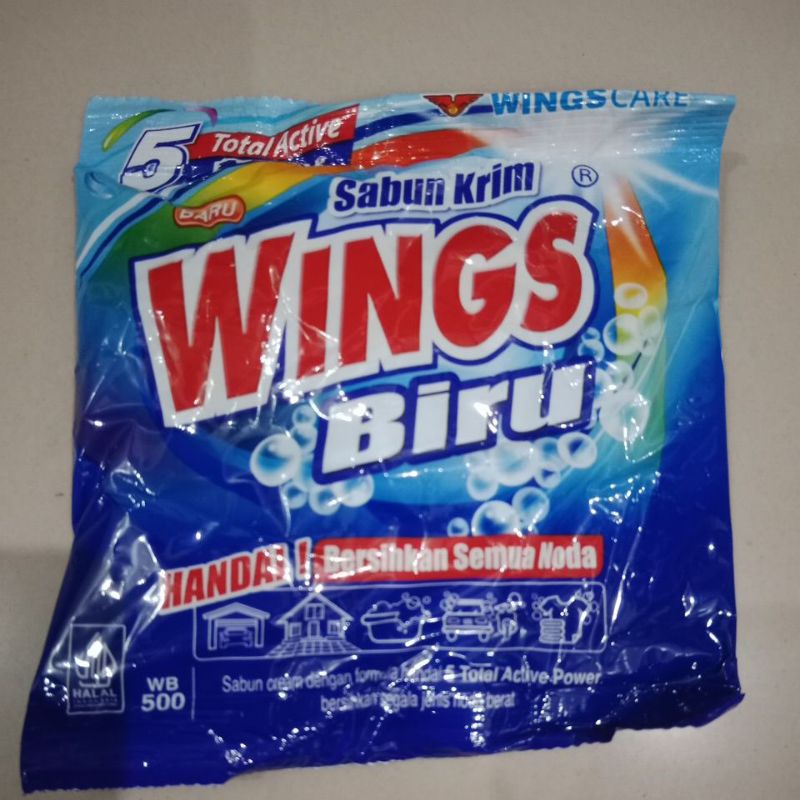 WINGSCARE
5 Total Active
Sabun Krim ®
BARU
WINGS
Biru
HANDAL! Bersihkan Semua Noda
HALAL
INDONESIA
WB
500
Sabun cream dengan formula handal 5 Total Active Power
bersihkan segala jenis noda berat